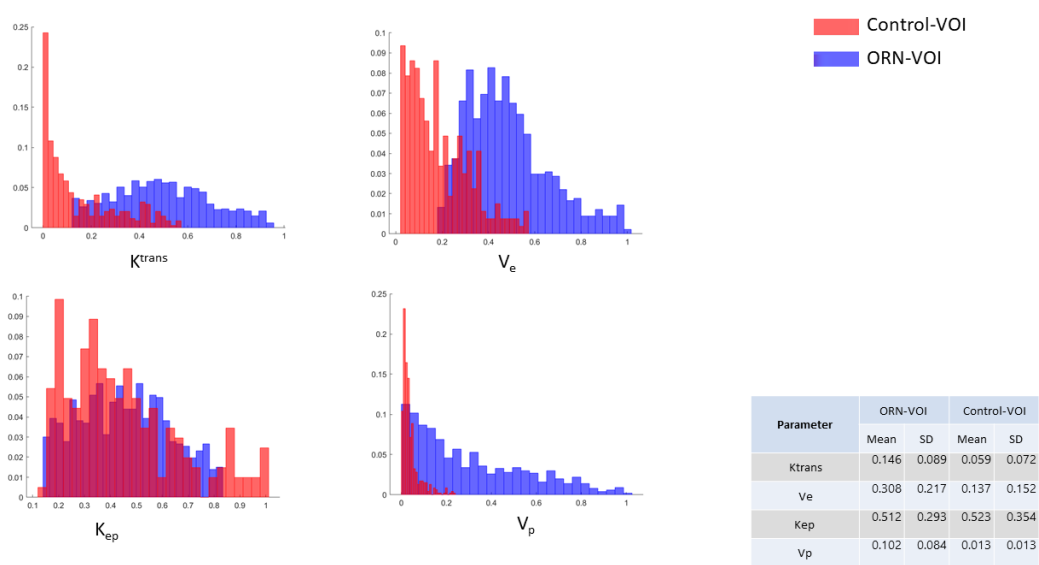 Control-VOI
ORN-VOI
0.25
0.2
0.15
0.1
0.05
0
0 0.2 0.4 0.6 0.8 1
Ktrans
0.1
0.09
0.08
0.07
0.06
0.05
0.04
0.03
0.02
0.01
0
0 0.2 0.4 0.6 0.8 1
Ve
0.1
0.09
0.08
0.07
0.06
0.05
0.04
0.03
0.02
0.01
0
0.1 0.2 0.3 0.4 0.5 0.6 0.7 0.8 0.9 1
Kep
0.25
0.2
0.15
0.1
0.05
0
0 0.2 0.4 0.6 0.8 1
Vp
Parameter ORN-VOI Control-VOI
Mean SD Mean SD
Ktrans 0.146 0.089 0.059 0.072
Ve 0.308 0.217 0.137 0.152
Kep 0.512 0.293 0.523 0.354
Vp 0.102 0.084 0.013 0.013